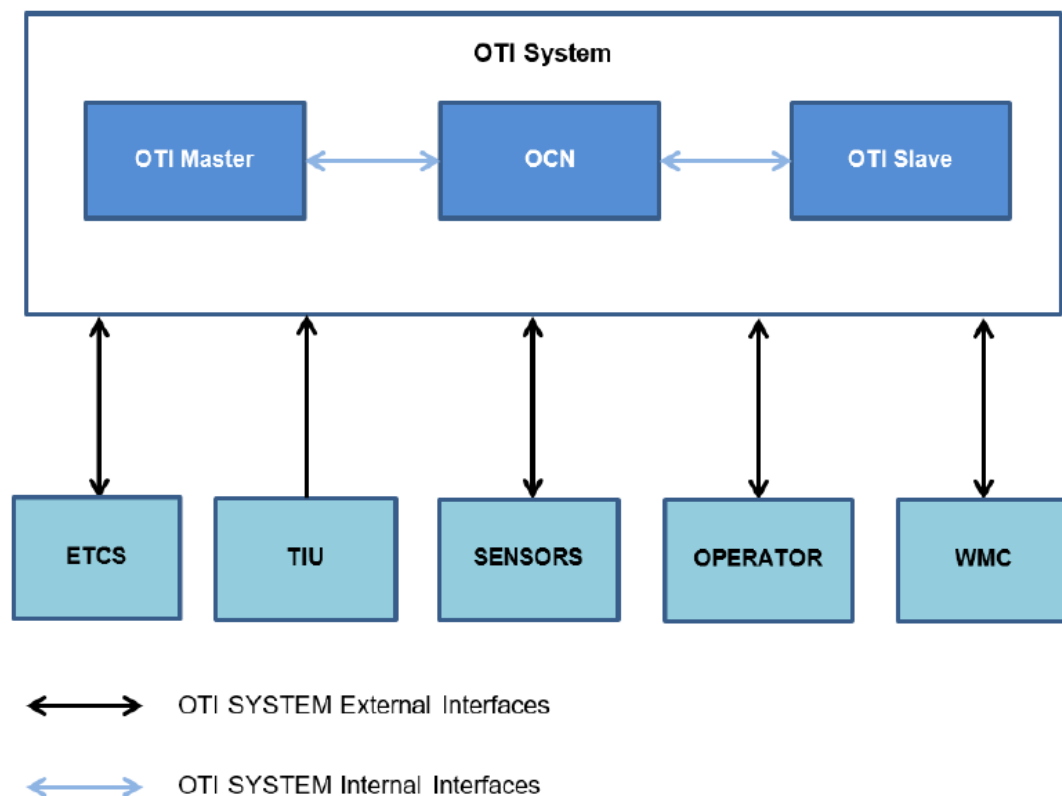 OTI System
OTI Master
OCN
OTI Slave
ETCS
TIU
SENSORS
OPERATOR
WMC
OTI SYSTEM External Interfaces
OTI SYSTEM Internal Interfaces